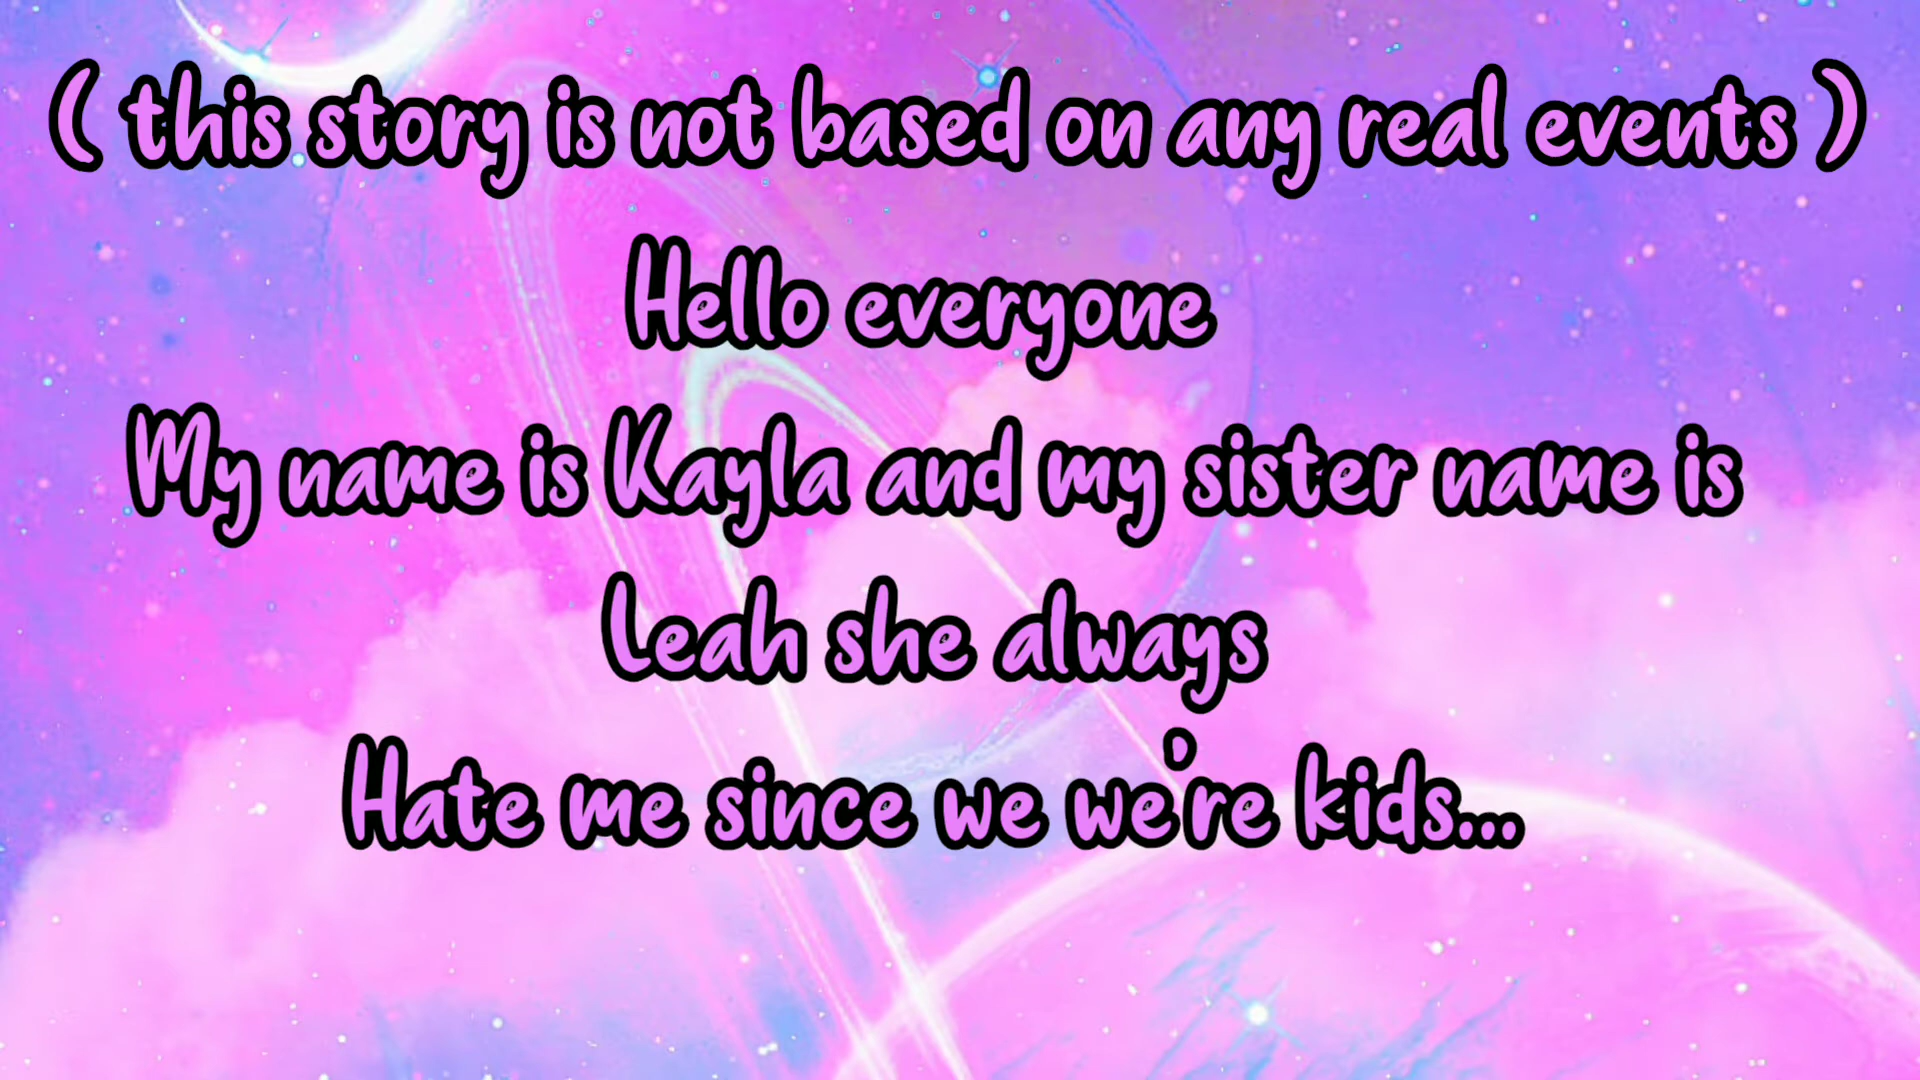 ( this story is not based on any real events )
Hello everyone
My name is Kayla and my sister name is
Leah she always
Hate me since we we're kids...